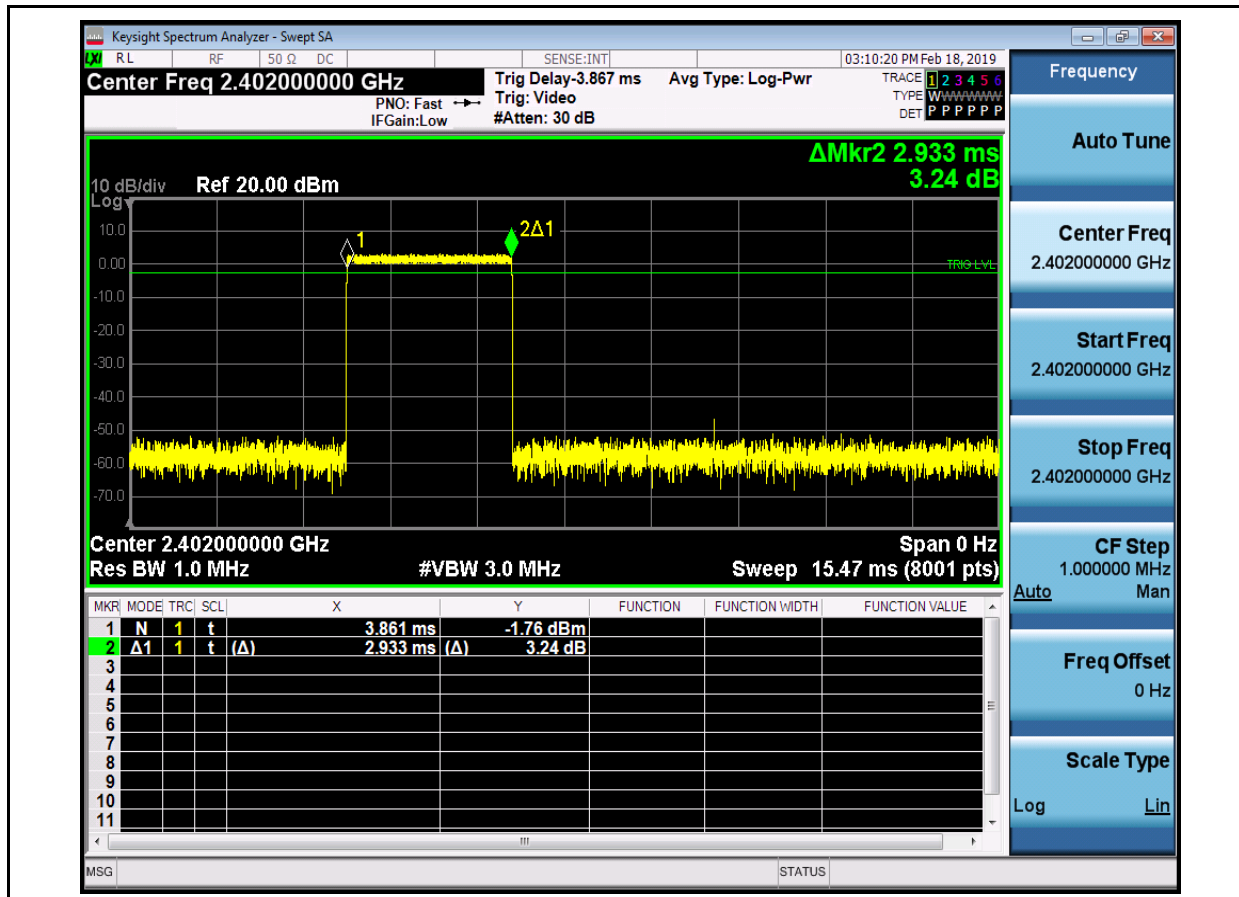 Keysight Spectrum Analyzer - Swept SA
LXI RL RF 50 Ω DC SENSE:INT 03:10:20 PM Feb 18, 2019
Center Freq 2.402000000 GHz
PNO: Fast
IFGain:Low
Trig Delay-3.867 ms
Trig: Video
#Atten: 30 dB
Avg Type: Log-Pwr
TRACE 1 2 3 4 5 6
TYPE WWWWWW
DET P P P P P P
ΔMkr2 2.933 ms
3.24 dB
10 dB/div
Log
Ref 20.00 dBm
10.0
0.00
-10.0
-20.0
-30.0
-40.0
-50.0
-60.0
-70.0
1
2Δ1
TRIG LVL
Center 2.402000000 GHz Span 0 Hz
Res BW 1.0 MHz #VBW 3.0 MHz Sweep 15.47 ms (8001 pts)
MKR MODE TRC SCL X Y FUNCTION FUNCTION WIDTH FUNCTION VALUE
1 N 1 t 3.861 ms -1.76 dBm
2 Δ1 1 t (Δ) 2.933 ms (Δ) 3.24 dB
3
4
5
6
7
8
9
10
11
MSG STATUS
Frequency
Auto Tune
Center Freq
2.402000000 GHz
Start Freq
2.402000000 GHz
Stop Freq
2.402000000 GHz
CF Step
1.000000 MHz
Auto Man
Freq Offset
0 Hz
Scale Type
Log Lin